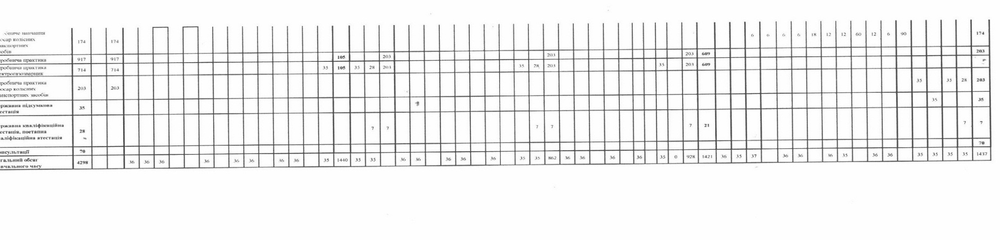 обниче навчання
осар колісних
анспортних
обів
174 174 6 6 6 6 18 12 12 60 12 6 90 174
робнича практика 917 917 105 203 203 203 609 203
робнича практика
ектрогазозварник
714 714 35 105 35 28 203 35 28 203 35 203 609
робнича практика
осар колісних
анспортних засобів
203 203 35 35 28 203
ержавна підсумкова
естація
35 35 35
ержавна кваліфікаційна
естація, поетапна
аліфікаційна атестація
28 7 7 7 7 7 21 7 7
онсультації 70 70
гальний обсяг
вчального часу
4298 36 36 36 36 36 36 36 36 35 1440 35 35 36 36 36 36 36 35 35 862 36 36 36 36 35 0 928 1421 36 35 37 36 36 36 35 36 36 35 35 35 35 1437